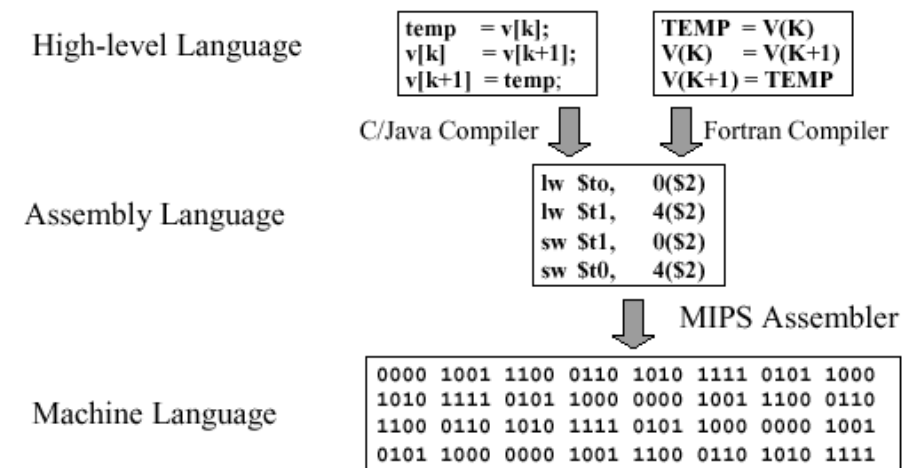 High-level Language
temp = v[k];
v[k] = v[k+1];
v[k+1] = temp;
TEMP = V(K)
V(K) = V(K+1)
V(K+1) = TEMP
C/Java Compiler
Fortran Compiler
Assembly Language
lw $to, 0($2)
lw $t1, 4($2)
sw $t1, 0($2)
sw $t0, 4($2)
MIPS Assembler
Machine Language
0000 1001 1100 0110 1010 1111 0101 1000
1010 1111 0101 1000 0000 1001 1100 0110
1100 0110 1010 1111 0101 1000 0000 1001
0101 1000 0000 1001 1100 0110 1010 1111